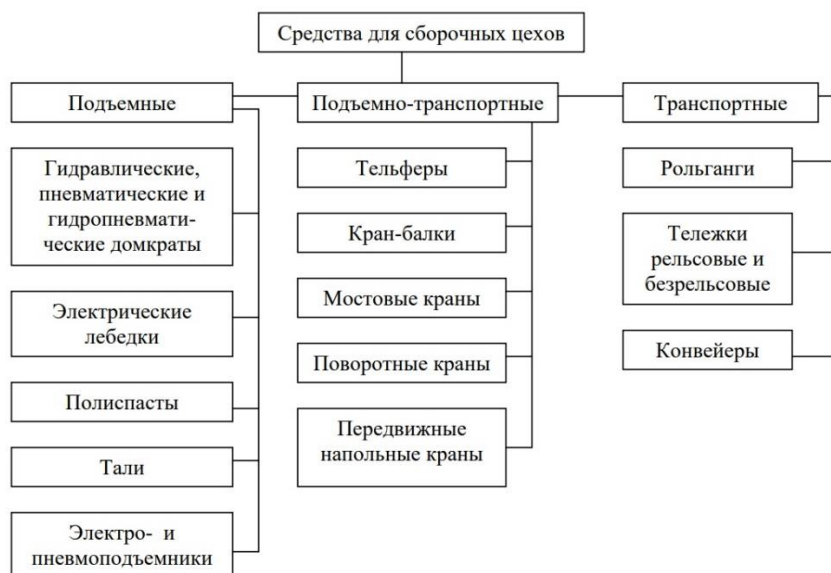 Средства для сборочных цехов
Подъемные
Подъемно-транспортные
Транспортные
Гидравлические,
пневматические и
гидропневмати-
ческие домкраты
Электрические
лебедки
Полиспасты
Тали
Электро- и
пневмоподъемники
Тельферы
Кран-балки
Мостовые краны
Поворотные краны
Передвижные
напольные краны
Рольганги
Тележки
рельсовые и
безрельсовые
Конвейеры